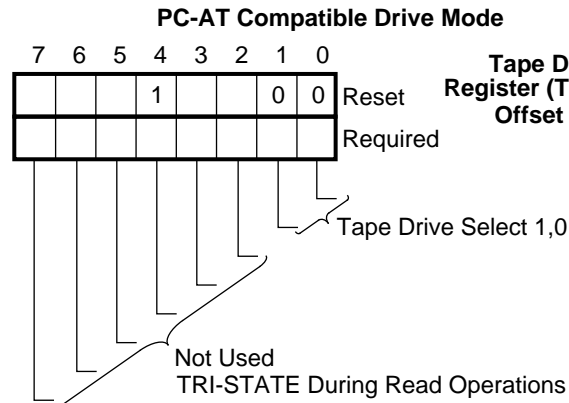 PC-AT Compatible Drive Mode
7 6 5 4 3 2 1 0
Tape D
1 0 0 Reset
Register (T
Offset
Required
Tape Drive Select 1,0
Not Used
TRI-STATE During Read Operations